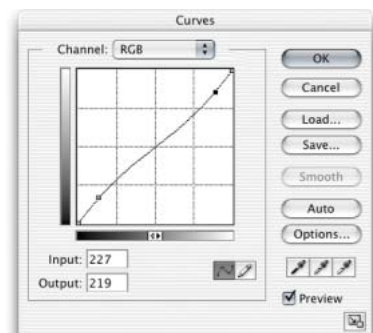 Curves
Channel: RGB
OK
Cancel
Load...
Save...
Smooth
Auto
Options...
Input: 227
Output: 219
Preview